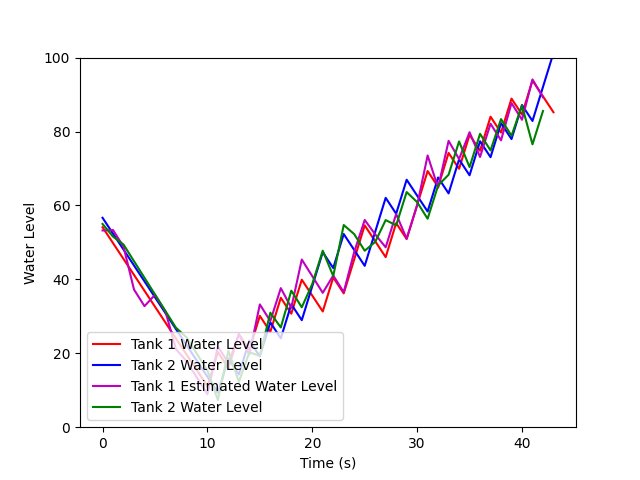 100
80
60
40
20
0
Water Level
Tank 1 Water Level
Tank 2 Water Level
Tank 1 Estimated Water Level
Tank 2 Water Level
0 10 20 30 40
Time (s)